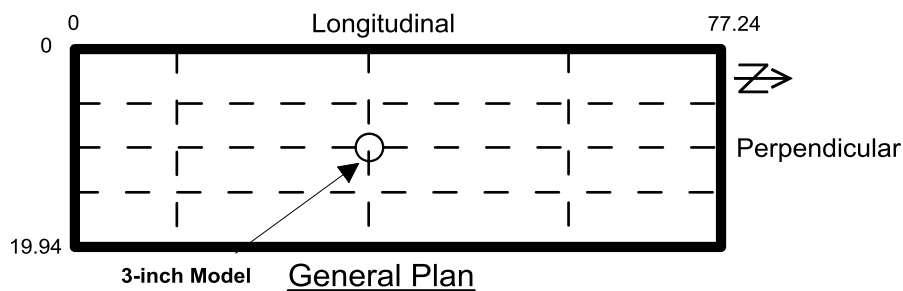 0
Longitudinal
77.24
0
N
Perpendicular
19.94
3-inch Model
General Plan